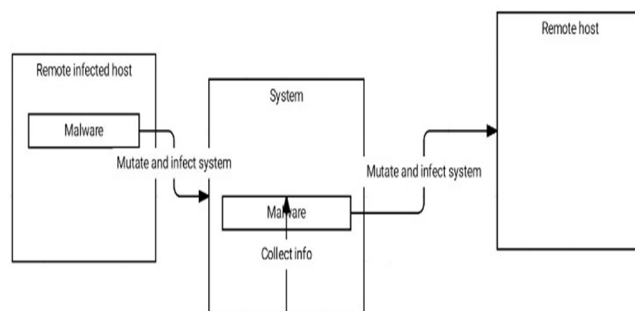 Remote infected host
Malware
Mutate and infect system
System
Malware
Collect info
Mutate and infect system
Remote host